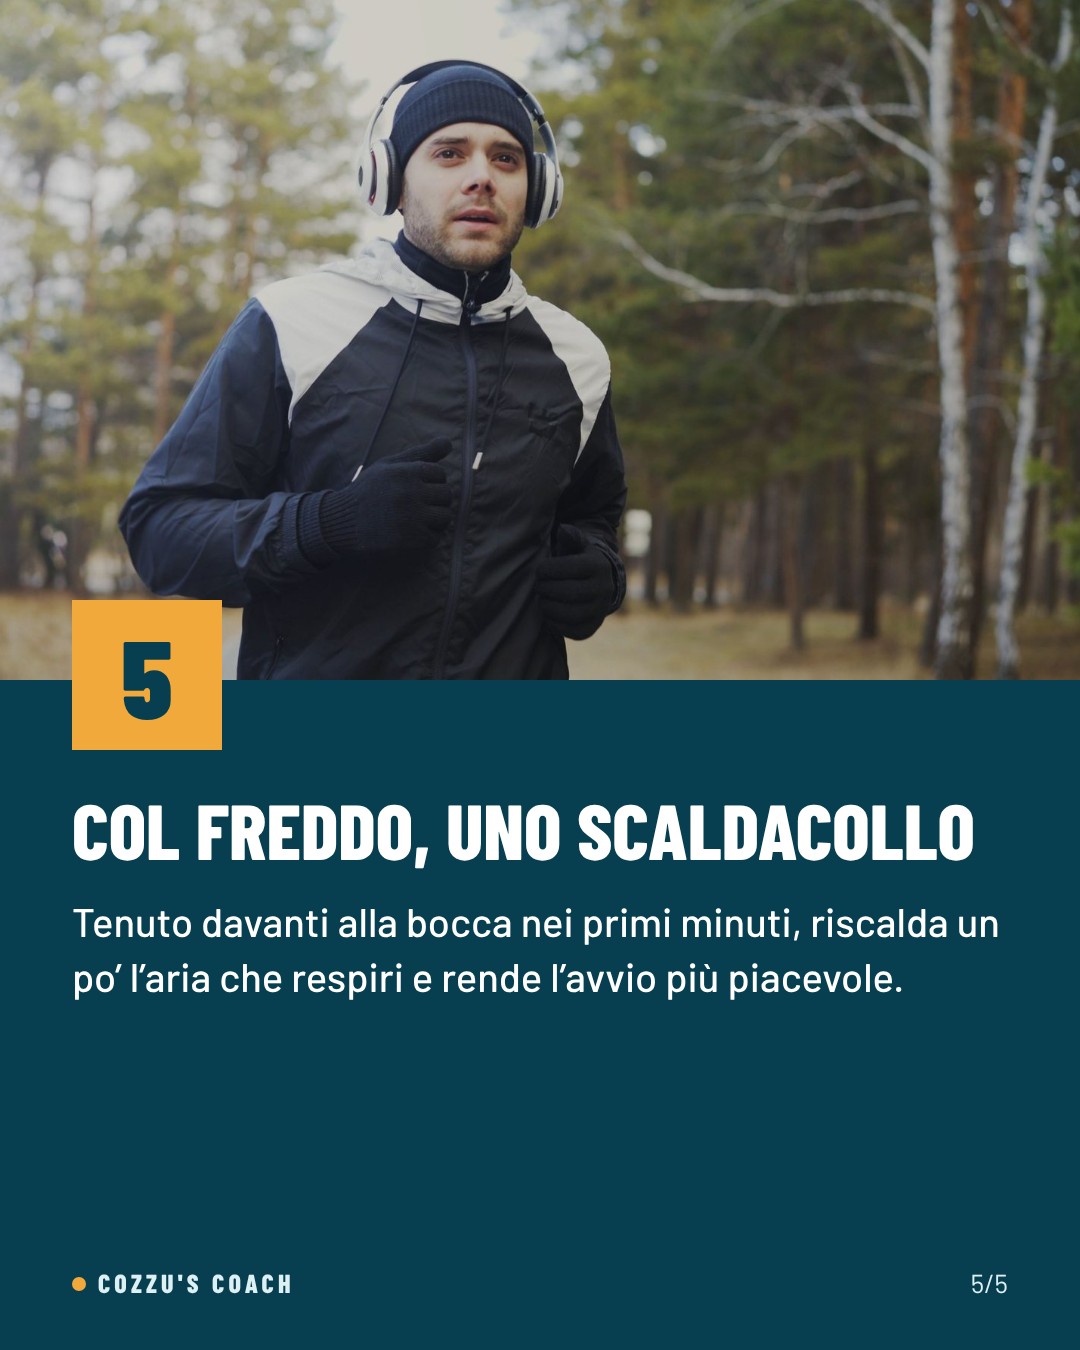 5
COL FREDDO, UNO SCALDACOLLO
Tenuto davanti alla bocca nei primi minuti, riscalda un
po’ l’aria che respiri e rende l’avvio più piacevole.
COZZU'S COACH
5/5